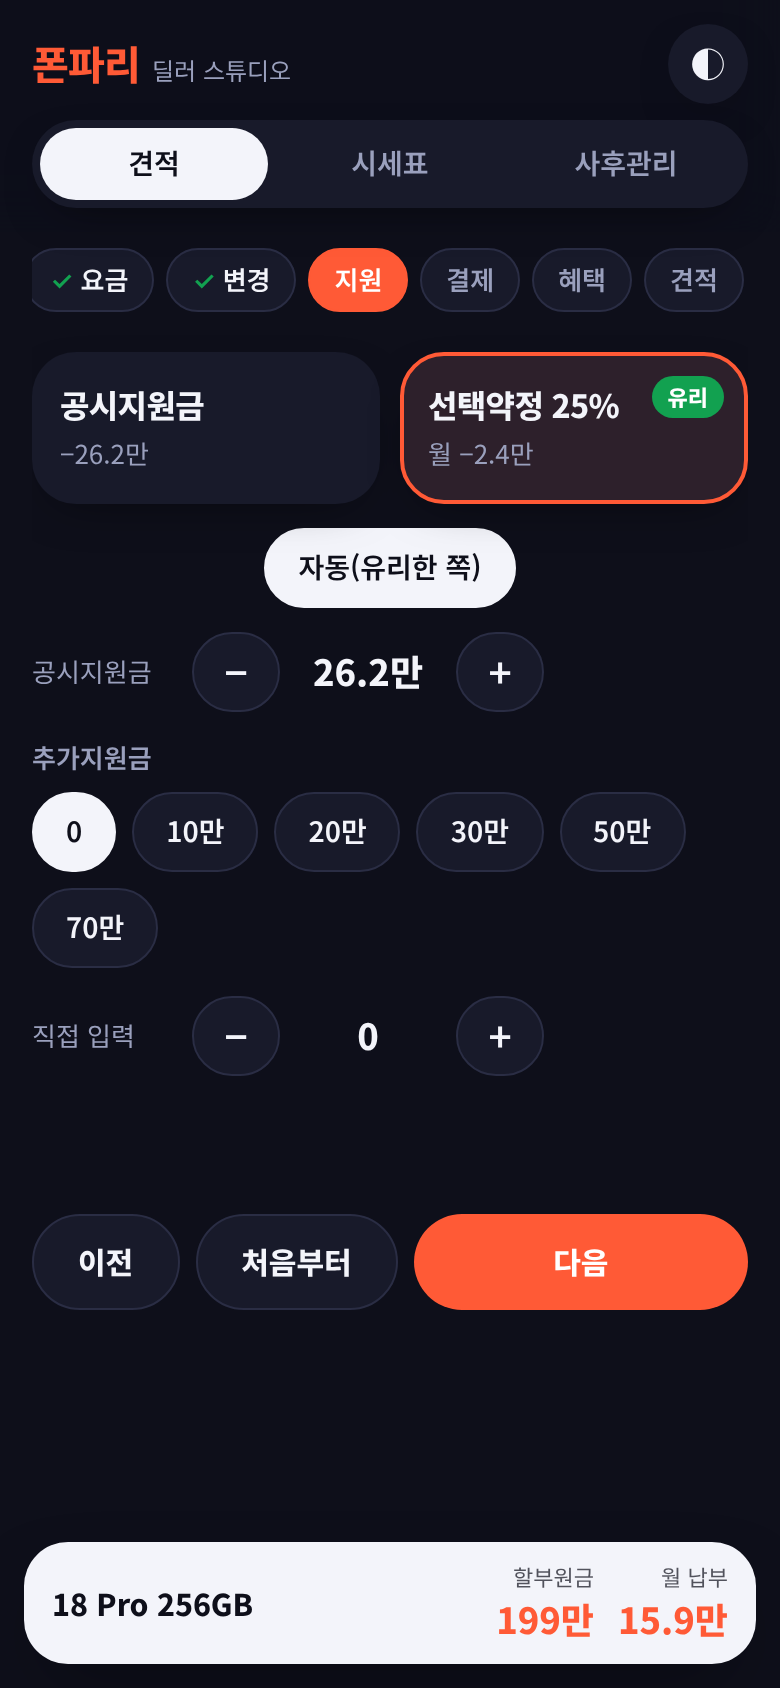 폰파리 딜러 스튜디오
견적 시세표 사후관리
✓ 요금 ✓ 변경 지원 결제 혜택 견적
공시지원금
−26.2만
선택약정 25% 유리
월 −2.4만
자동(유리한 쪽)
공시지원금 − 26.2만 +
추가지원금
0 10만 20만 30만 50만
70만
직접 입력 − 0 +
이전 처음부터 다음
18 Pro 256GB
할부원금 월 납부
199만 15.9만